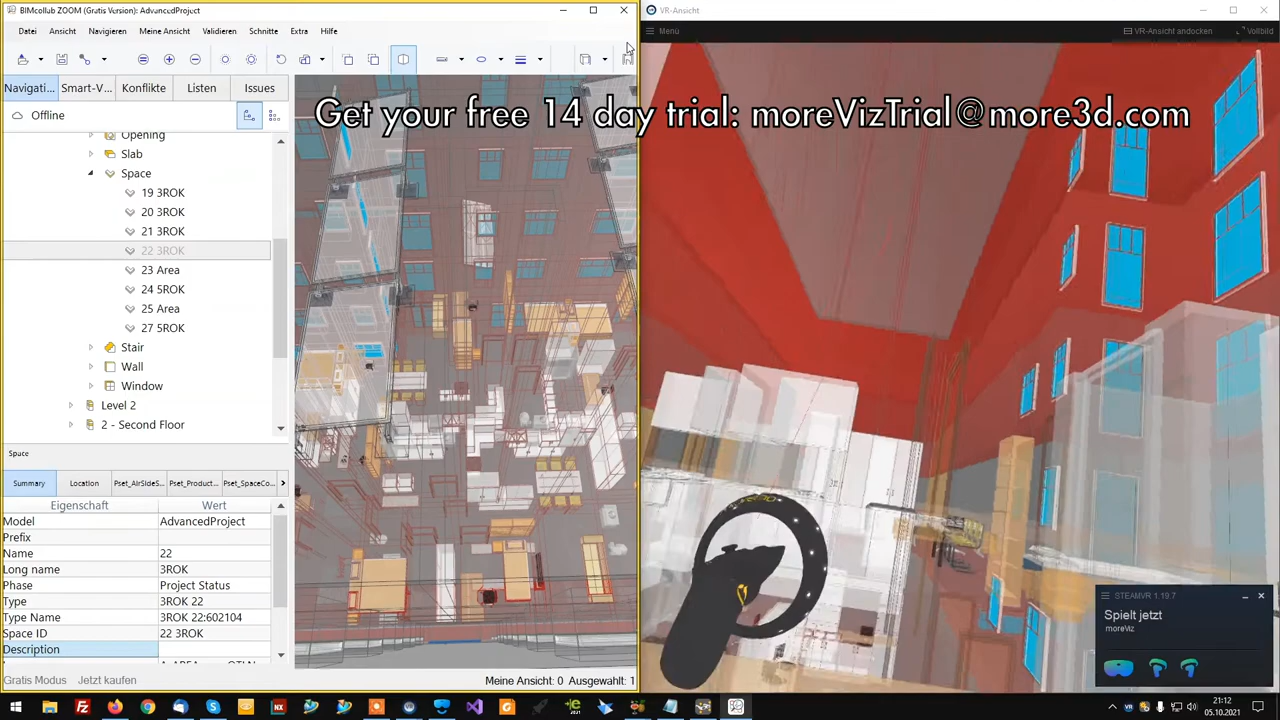 BIMcollab ZOOM (Gratis Version): AdvancedProject
Datei Ansicht Navigieren Meine Ansicht Validieren Schnitte Extra Hilfe
Navigati... Smart-V... Konflikte Listen Issues
Offline
Opening
Slab
Space
19 3ROK
20 3ROK
21 3ROK
22 3ROK
23 Area
24 5ROK
25 Area
27 5ROK
Stair
Wall
Window
Level 2
2 - Second Floor
Space
Summary Location Pset_AirSideS... Pset_Product... Pset_SpaceCo...
Eigenschaft Wert
Model AdvancedProject
Prefix
Name 22
Long name 3ROK
Phase Project Status
Type 3ROK 22
Type Name 3ROK 22:602104
Space ID 22 3ROK
Description
Gratis Modus Jetzt kaufen
Meine Ansicht: 0 Ausgewählt: 1
VR-Ansicht
Menü VR-Ansicht andocken Vollbild
Get your free 14 day trial: moreVizTrial@more3d.com
STEAMVR 1.19.7
Spielt jetzt
moreViz
21:12
05.10.2021